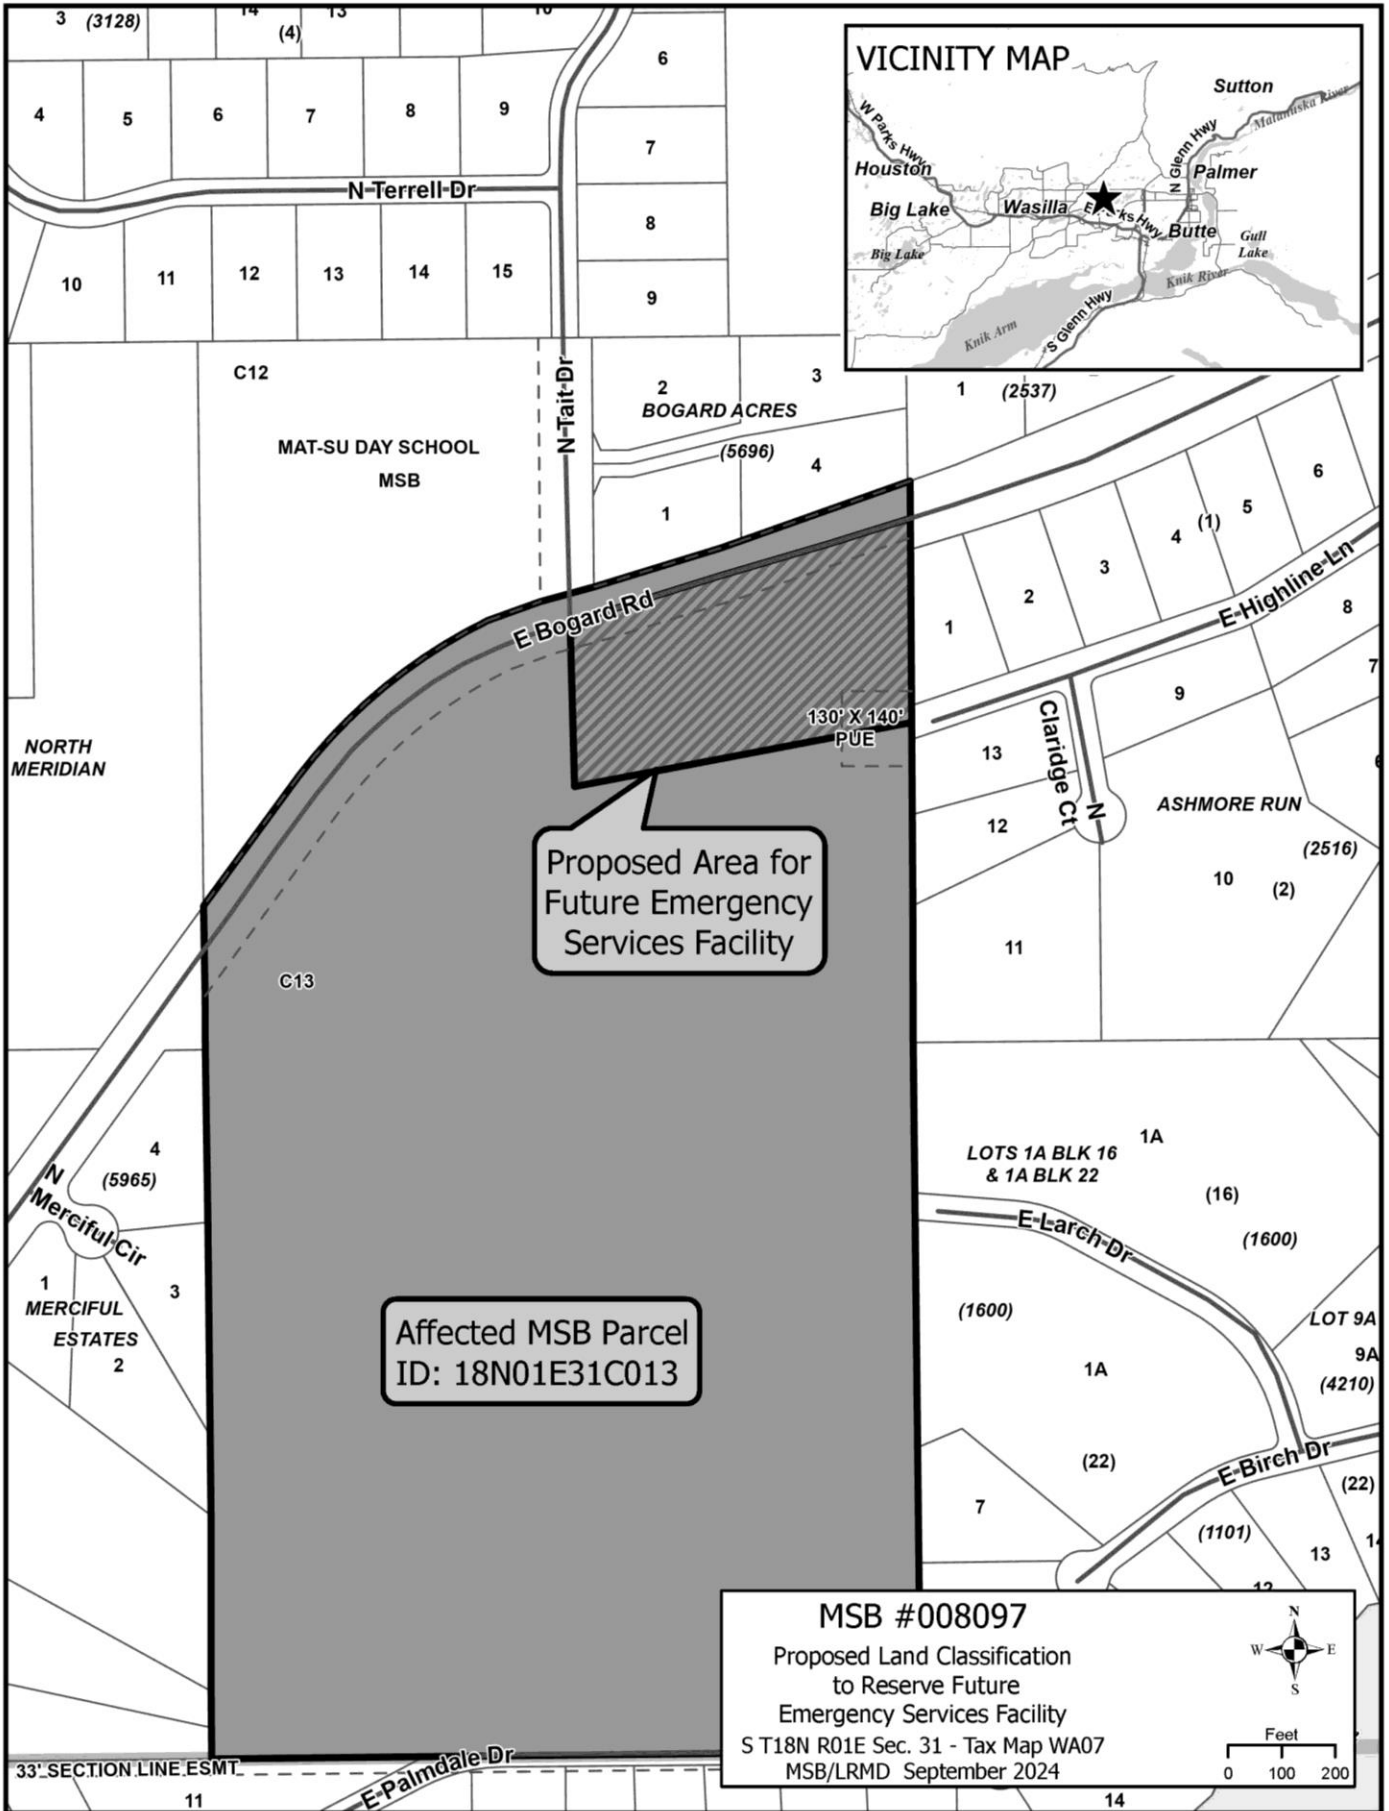 3 (3128)
14
13
(4)
10
4 5 6 7 8 9
6
7
8
9
N Terrell Dr
10 11 12 13 14 15
VICINITY MAP
Sutton
Matanuska River
W Parks Hwy
N Glenn Hwy
Houston
Palmer
Big Lake
Wasilla
E Parks Hwy
Butte
Big Lake
Gull
Lake
Knik River
Knik Arm
S Glenn Hwy
C12
N Tait Dr
MAT-SU DAY SCHOOL
MSB
2
3
BOGARD ACRES
(5696)
4
1
1
(2537)
E Bogard Rd
1
2
3
4
(1)
5
6
E Highline Ln
8
7
9
130' X 140'
PUE
NORTH
MERIDIAN
13
12
Claridge Ct
N
ASHMORE RUN
(2516)
6
10
(2)
11
Proposed Area for
Future Emergency
Services Facility
C13
4
(5965)
N
Merciful Cir
1
3
MERCIFUL
ESTATES
2
Affected MSB Parcel
ID: 18N01E31C013
1A
LOTS 1A BLK 16
& 1A BLK 22
(16)
E Larch Dr
(1600)
(1600)
LOT 9A
9A
(4210)
1A
(22)
E Birch Dr
(22)
7
(1101)
13
14
12
MSB #008097
Proposed Land Classification
to Reserve Future
Emergency Services Facility
S T18N R01E Sec. 31 - Tax Map WA07
MSB/LRMD September 2024
N
W E
S
Feet
0 100 200
33' SECTION LINE ESMT
E Palmdale Dr
11
14